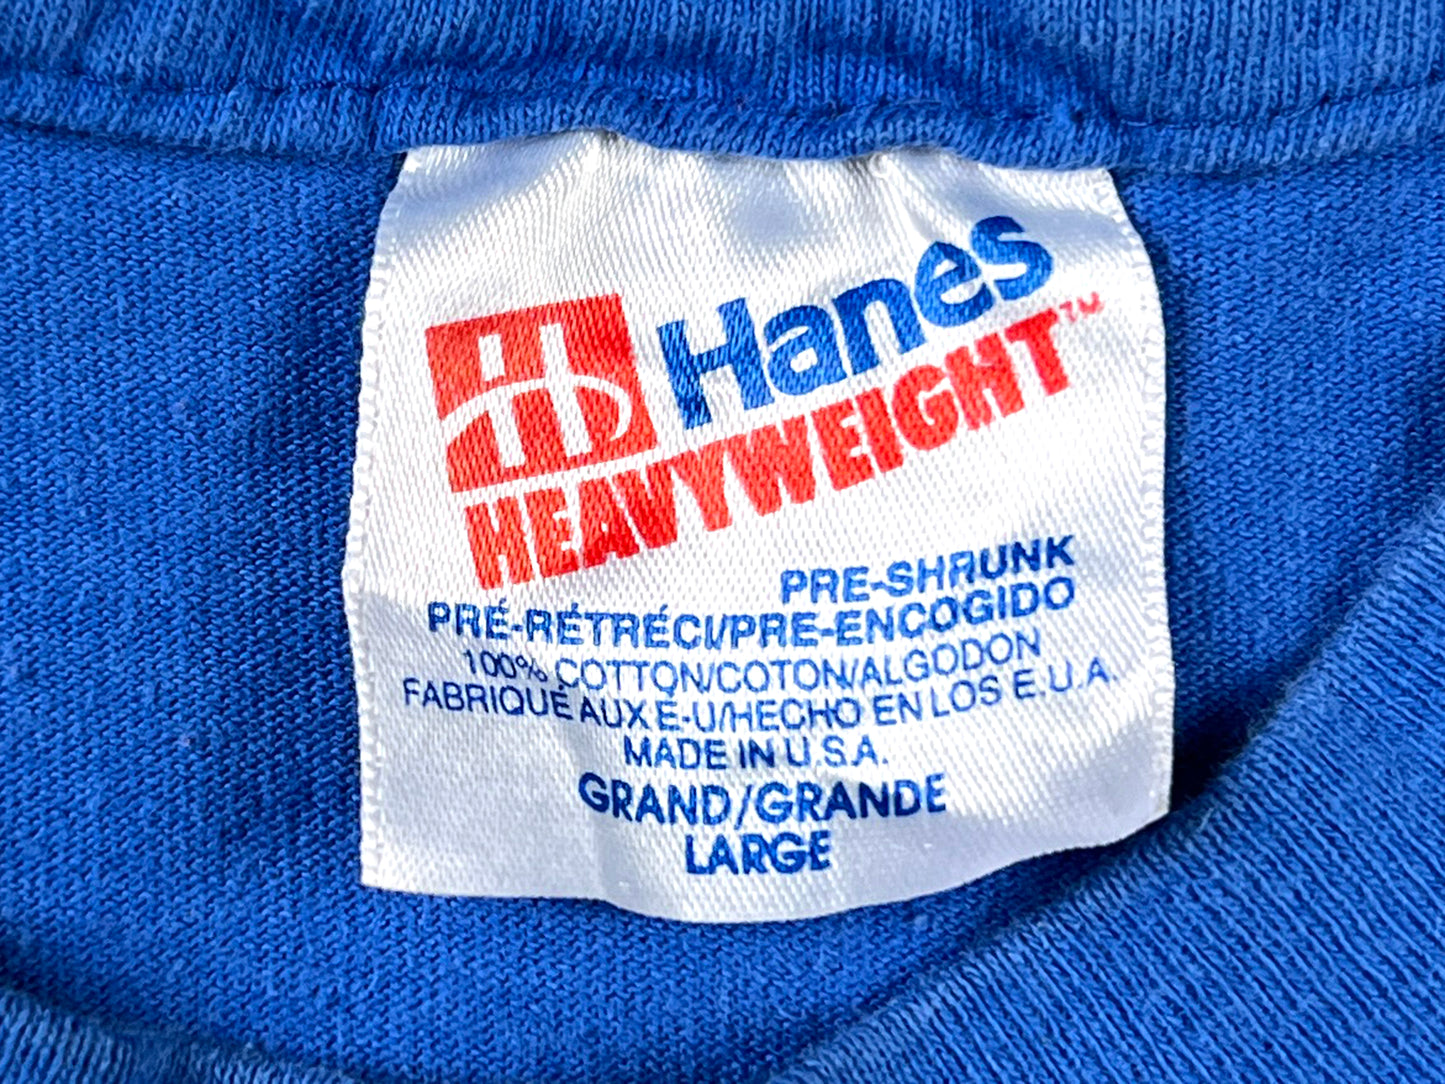 Hanes
HEAVYWEIGHT™
PRE-SHRUNK
PRÉ-RÉTRÉCI/PRE-ENCOGIDO
100% COTTON/COTON/ALGODON
FABRIQUÉ AUX E-U/HECHO EN LOS E.U.A.
MADE IN U.S.A.
GRAND/GRANDE
LARGE